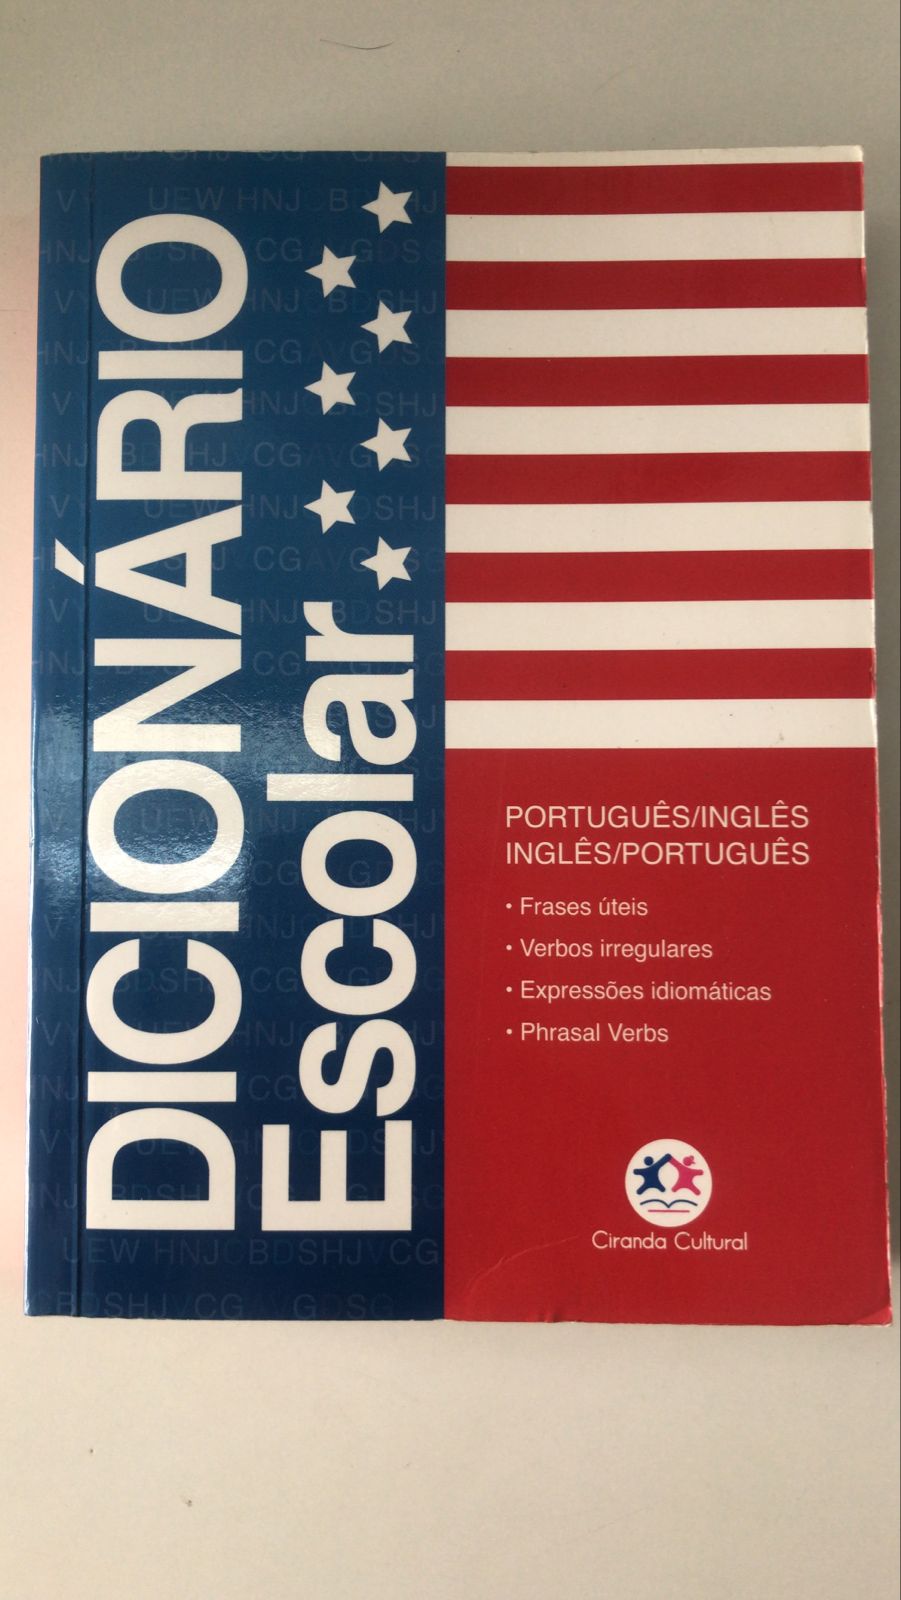 DICIONÁRIO
Escolar
PORTUGUÊS/INGLÊS
INGLÊS/PORTUGUÊS
• Frases úteis
• Verbos irregulares
• Expressões idiomáticas
• Phrasal Verbs
Ciranda Cultural